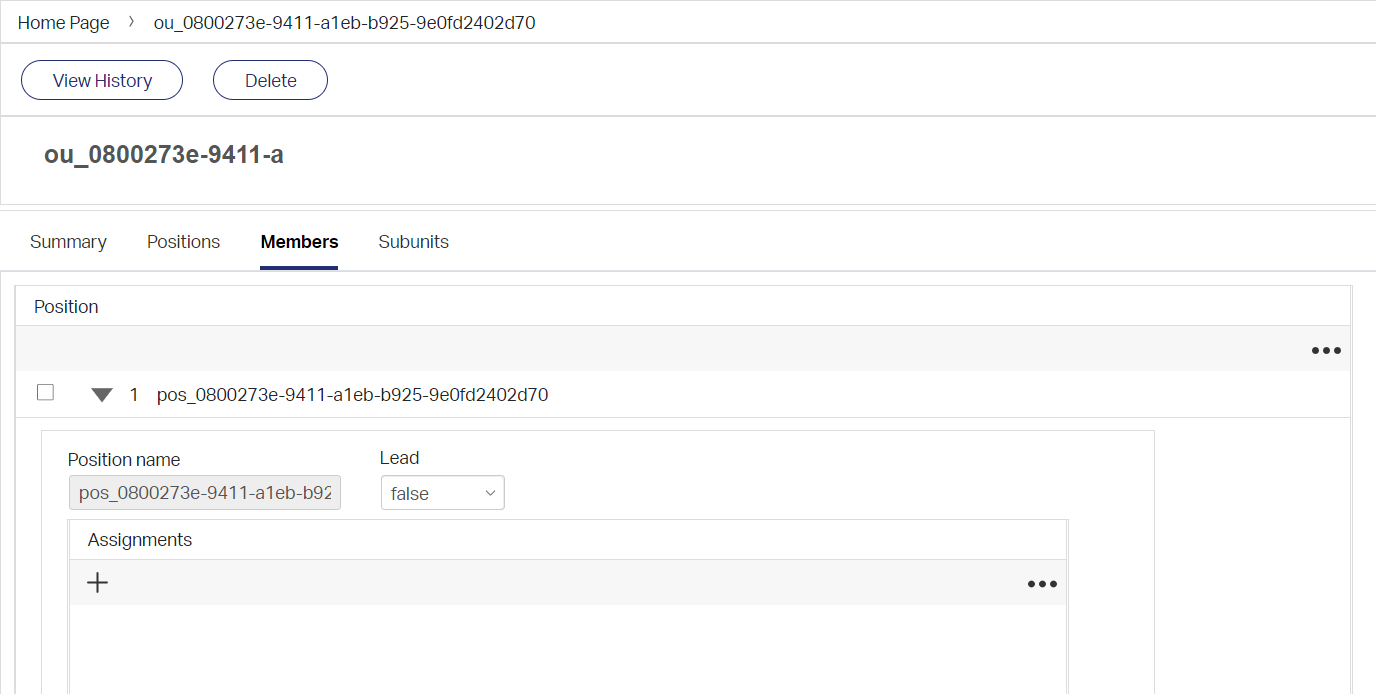 Home Page > ou_0800273e-9411-a1eb-b925-9e0fd2402d70
View History Delete
ou_0800273e-9411-a
Summary Positions Members Subunits
Position
1 pos_0800273e-9411-a1eb-b925-9e0fd2402d70
Position name Lead
pos_0800273e-9411-a1eb-b92 false
Assignments